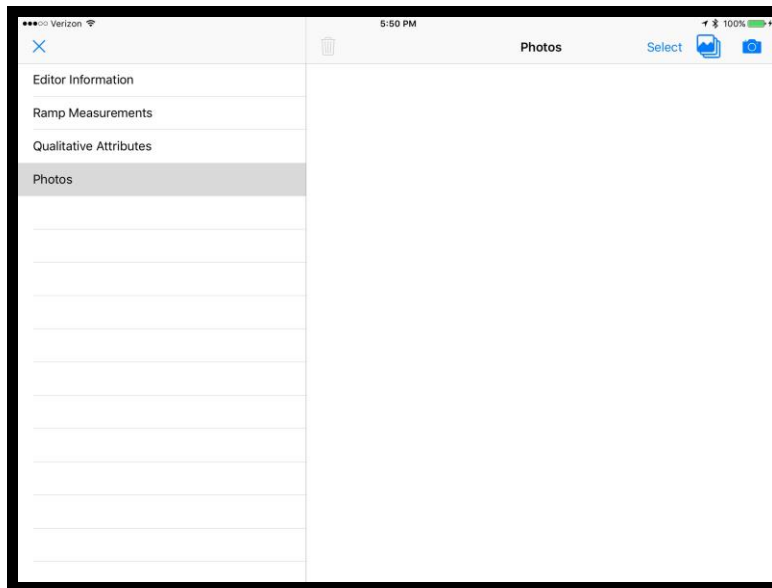 Verizon 5:50 PM 100%
Photos Select
Editor Information
Ramp Measurements
Qualitative Attributes
Photos